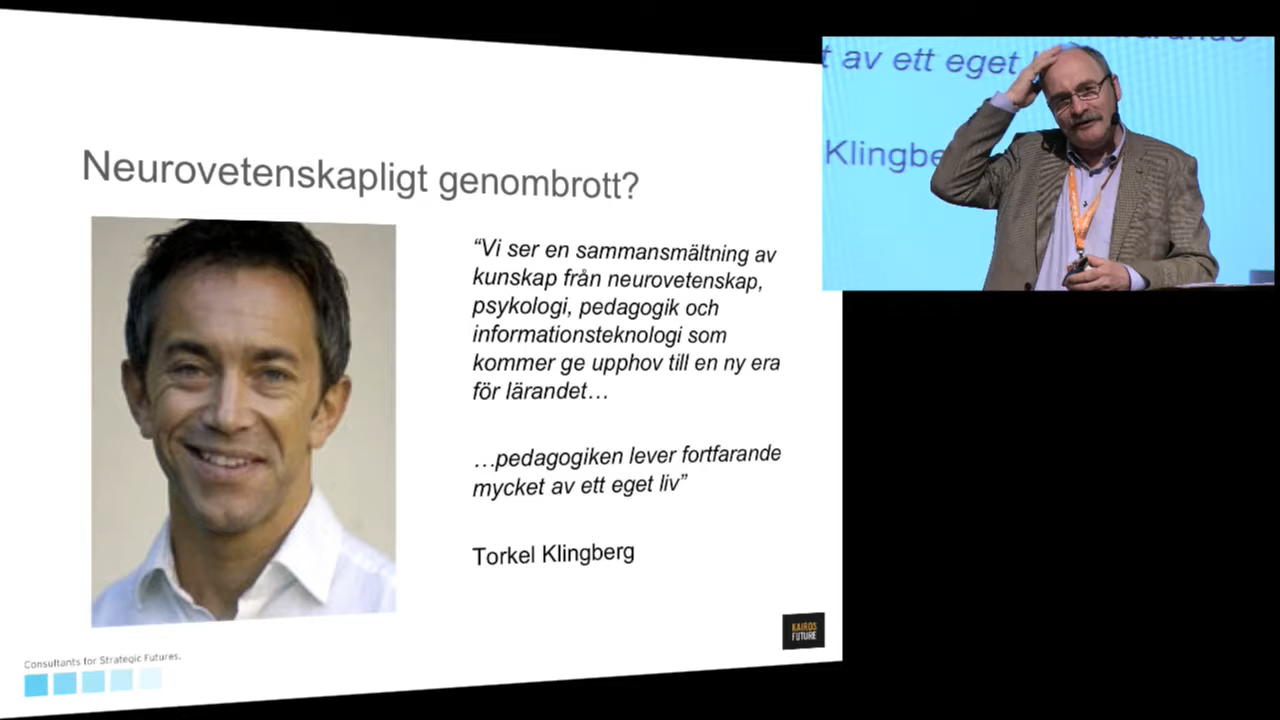 Neurovetenskapligt genombrott?
“Vi ser en sammansmältning av
kunskap från neurovetenskap,
psykologi, pedagogik och
informationsteknologi som
kommer ge upphov till en ny era
för lärandet…
…pedagogiken lever fortfarande
mycket av ett eget liv”
Torkel Klingberg
KAIROS
FUTURE
Consultants for Strategic Futures.
t av ett eget
Klingbe